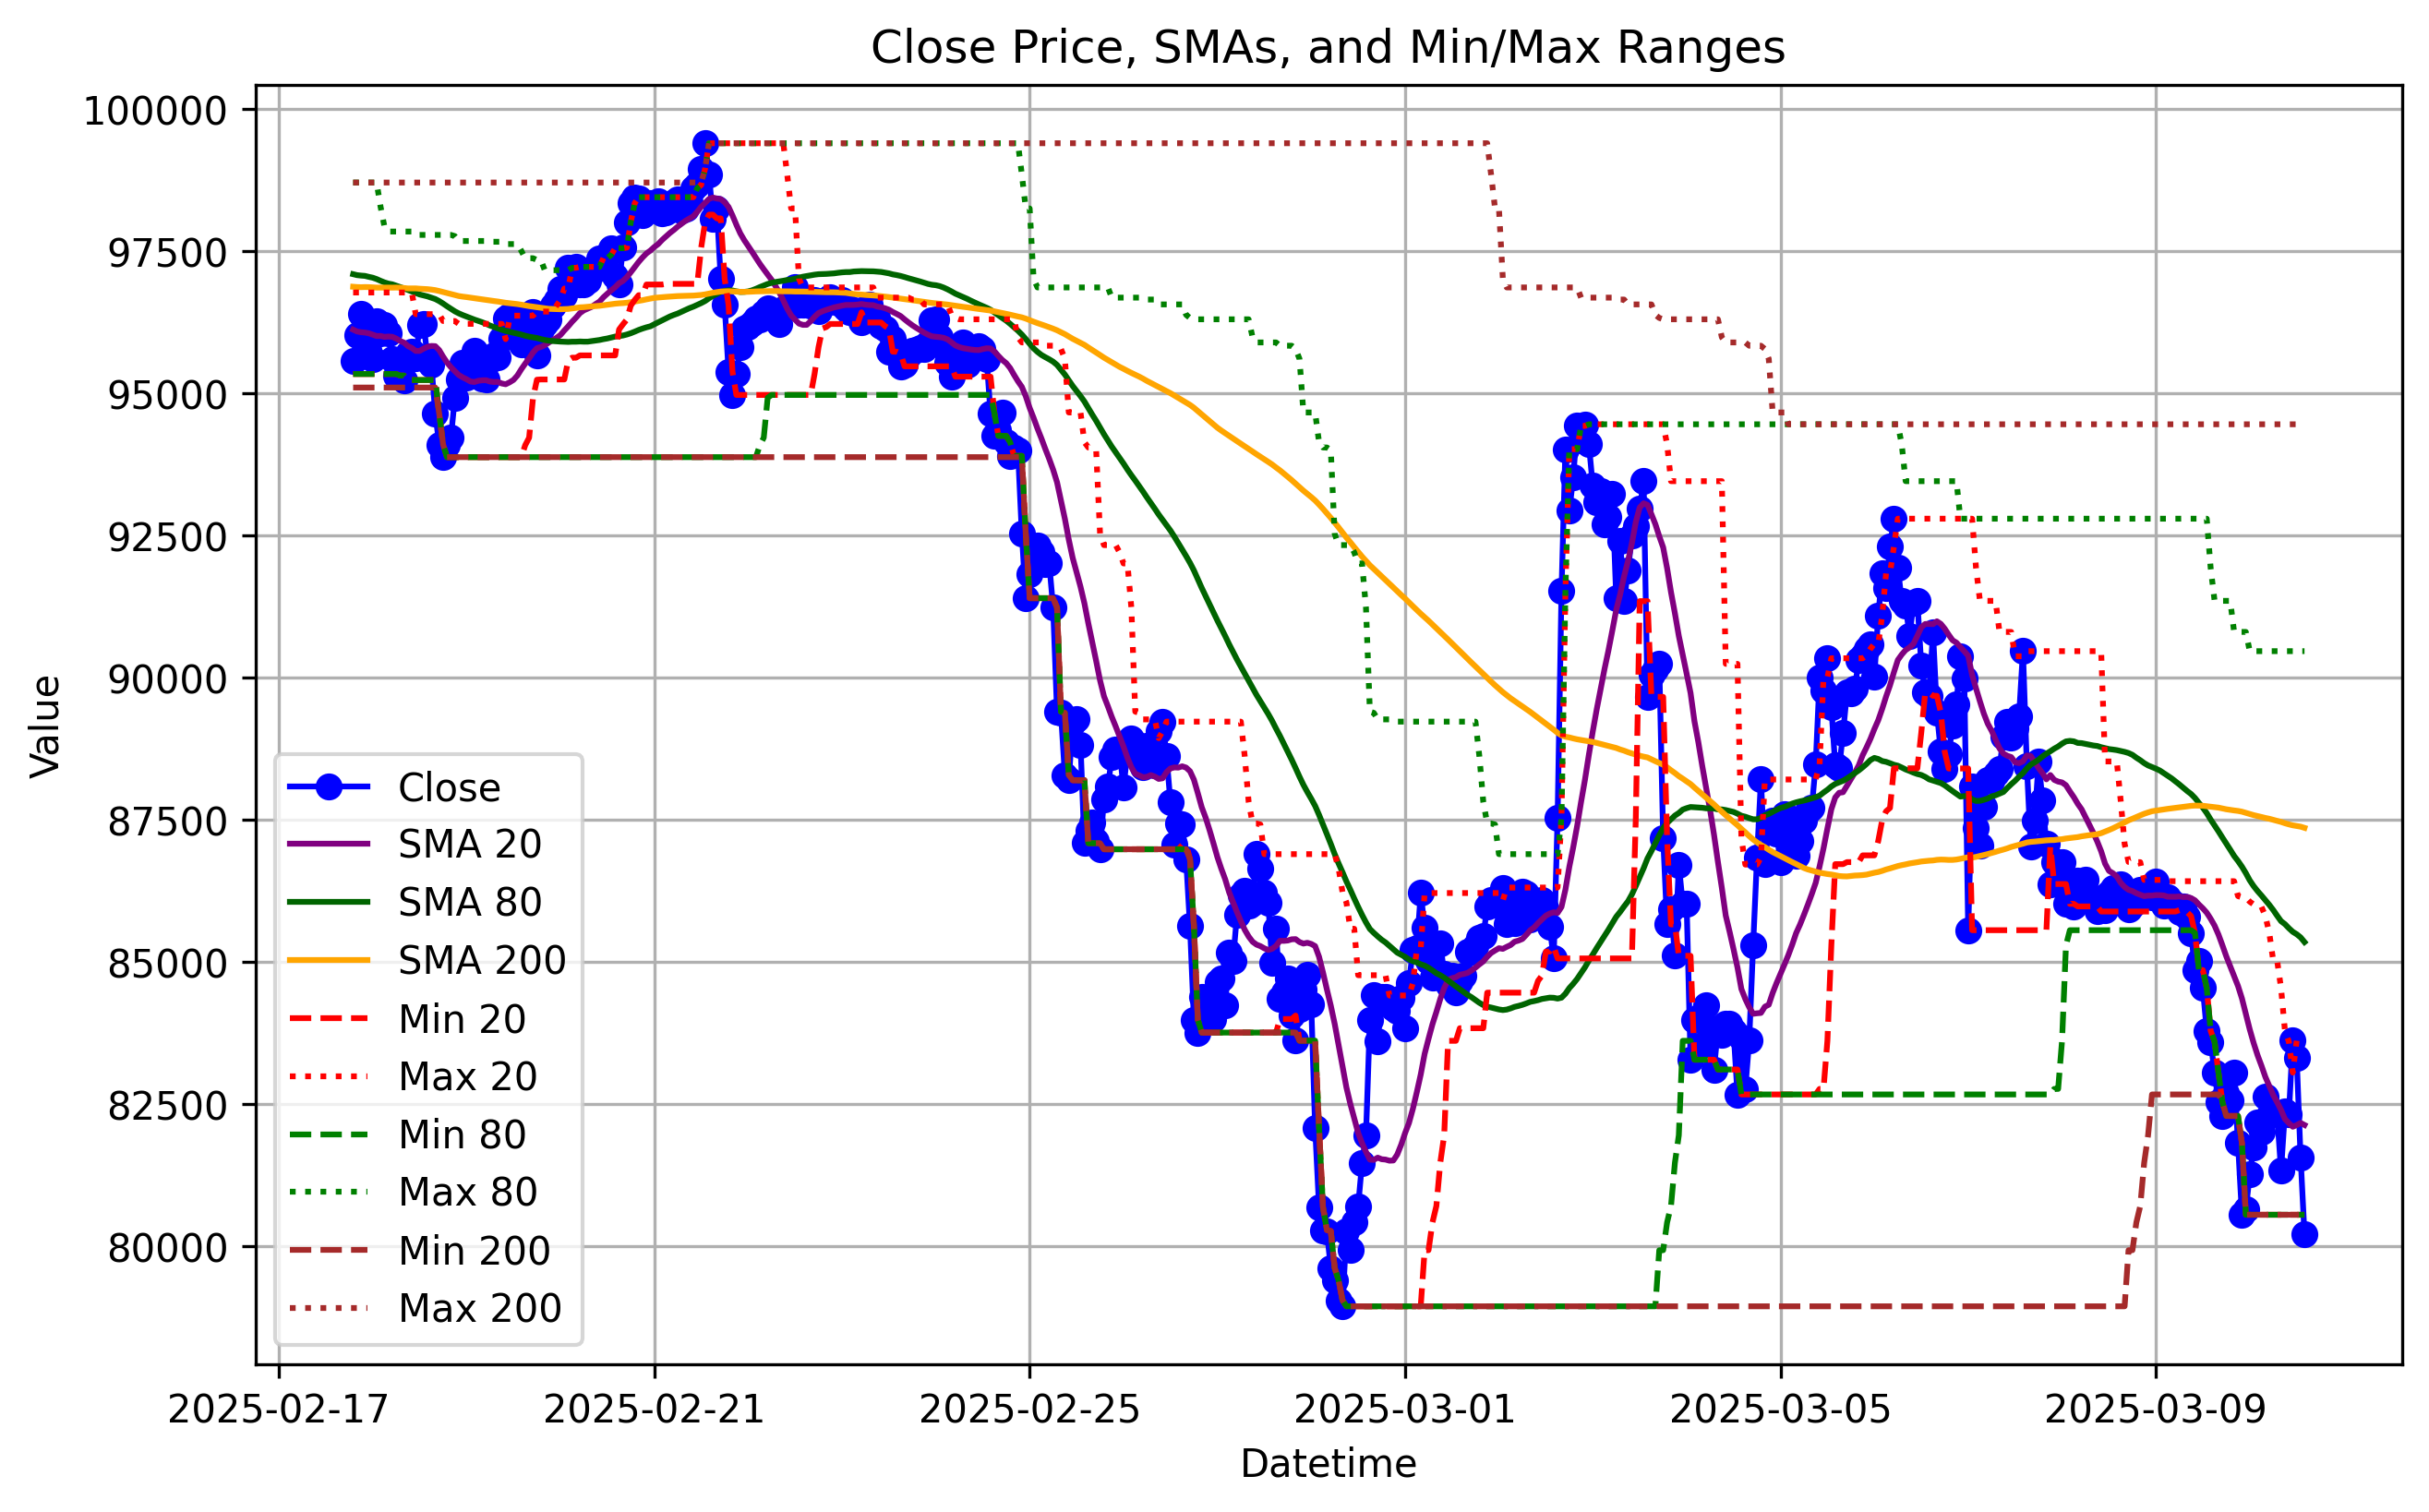 Close Price, SMAs, and Min/Max Ranges
100000
97500
95000
92500
90000
87500
85000
82500
80000
Value
Close
SMA 20
SMA 80
SMA 200
Min 20
Max 20
Min 80
Max 80
Min 200
Max 200
2025-02-17 2025-02-21 2025-02-25 2025-03-01 2025-03-05 2025-03-09
Datetime